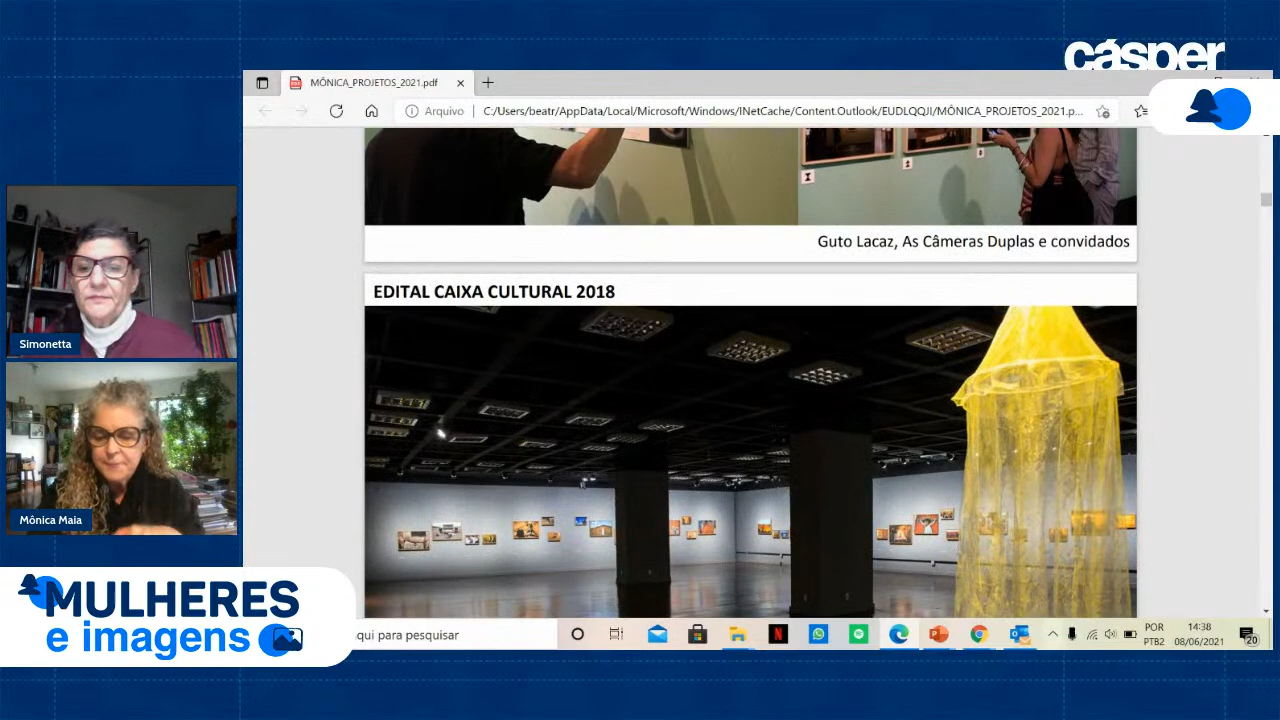 cásper
MÔNICA_PROJETOS_2021.pdf
Arquivo
C:/Users/beatr/AppData/Local/Microsoft/Windows/INetCache/Content.Outlook/EUDLQQJI/MÔNICA_PROJETOS_2021.p...
Guto Lacaz, As Câmeras Duplas e convidados
EDITAL CAIXA CULTURAL 2018
Simonetta
Mônica Maia
MULHERES
e imagens
qui para pesquisar
POR
PTB2
14:38
08/06/2021
20